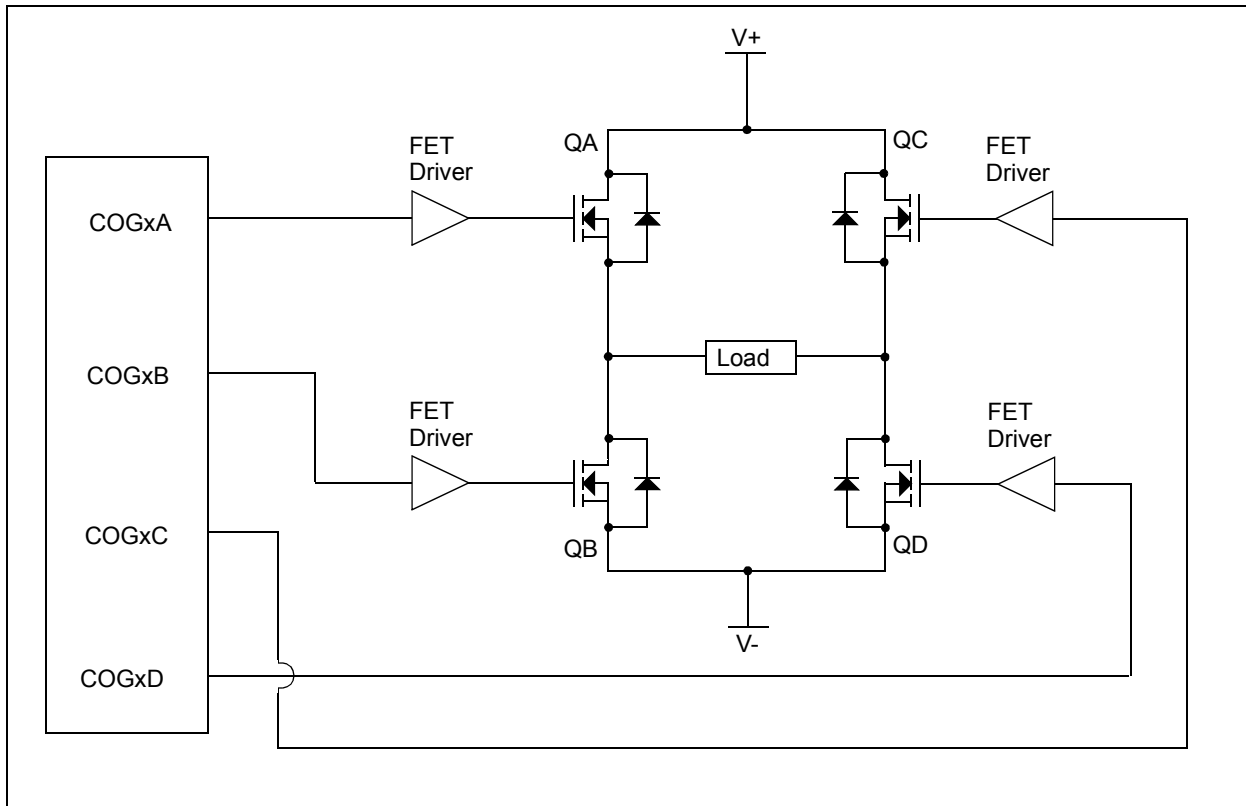 V+
FET
Driver
QA
QC
FET
Driver
COGxA
COGxB
FET
Driver
Load
FET
Driver
COGxC
QB
QD
V-
COGxD